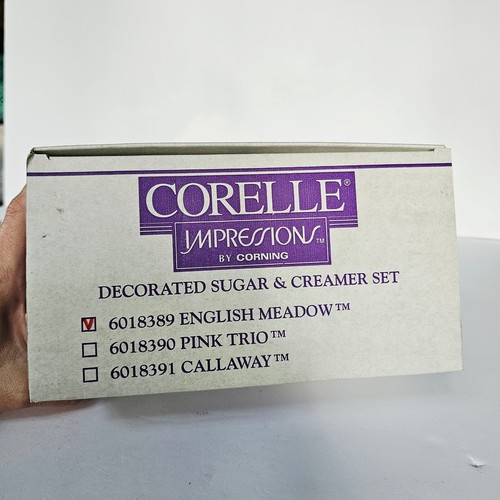 CORELLE®
IMPRESSIONS™
BY CORNING
DECORATED SUGAR & CREAMER SET
6018389 ENGLISH MEADOW™
6018390 PINK TRIO™
6018391 CALLAWAY™